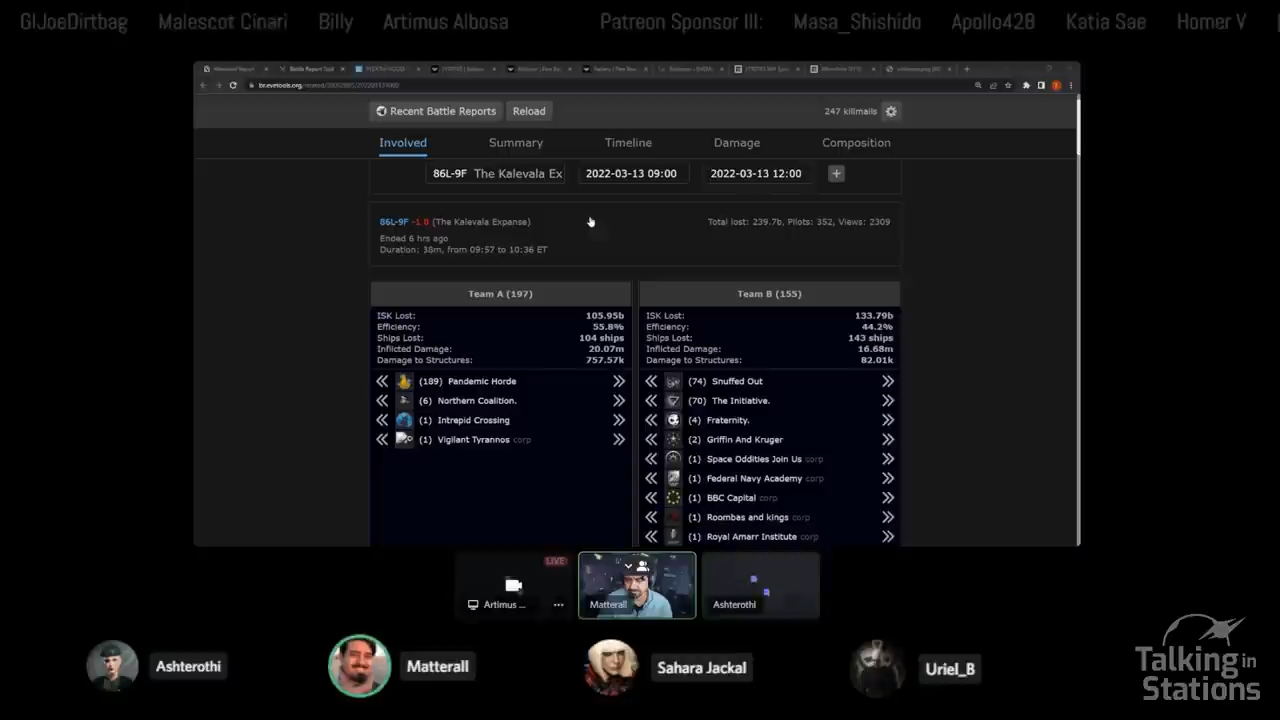 GIJoeDirtbag Malescot Cinari Billy Artimus Albosa Patreon Sponsor III: Masa_Shishido Apollo428 Katia Sae Homer V
br.evetools.org
Recent Battle Reports Reload 247 killmails
Involved Summary Timeline Damage Composition
86L-9F The Kalevala Ex 2022-03-13 09:00 2022-03-13 12:00 +
86L-9F -1.0 (The Kalevala Expanse) Total lost: 239.7b, Pilots: 352, Views: 2309
Ended 6 hrs ago
Duration: 38m, from 09:57 to 10:36 ET
Team A (197)
ISK Lost: 105.95b
Efficiency: 55.8%
Ships Lost: 104 ships
Inflicted Damage: 20.07m
Damage to Structures: 757.57k
(189) Pandemic Horde
(6) Northern Coalition.
(1) Intrepid Crossing
(1) Vigilant Tyrannos corp
Team B (155)
ISK Lost: 133.79b
Efficiency: 44.2%
Ships Lost: 143 ships
Inflicted Damage: 16.68m
Damage to Structures: 82.01k
(74) Snuffed Out
(70) The Initiative.
(4) Fraternity.
(2) Griffin And Kruger
(1) Space Oddities Join Us corp
(1) Federal Navy Academy corp
(1) BBC Capital corp
(1) Roombas and kings corp
(1) Royal Amarr Institute corp
LIVE
Artimus ... Matterall Ashterothi
Ashterothi Matterall Sahara Jackal Uriel_B
Talking in
Stations